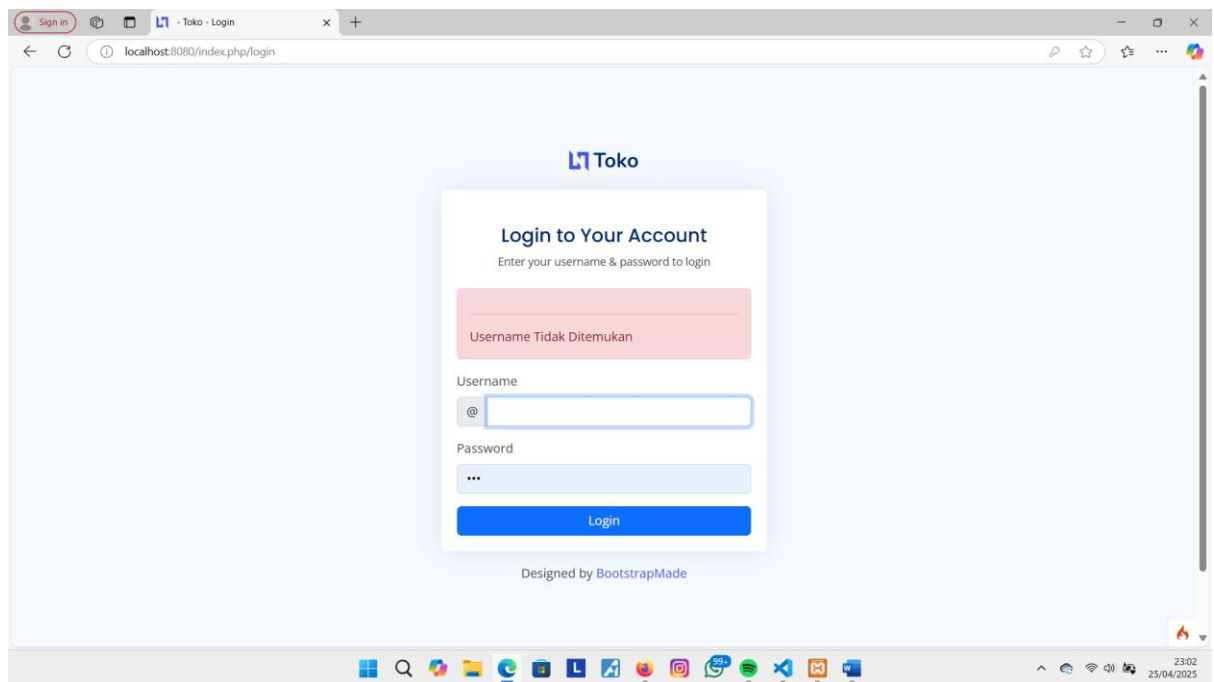 Sign in
- Toko - Login
localhost:8080/index.php/login
Toko
Login to Your Account
Enter your username & password to login
Username Tidak Ditemukan
Username
@
Password
•••
Login
Designed by BootstrapMade
99+
23:02
25/04/2025